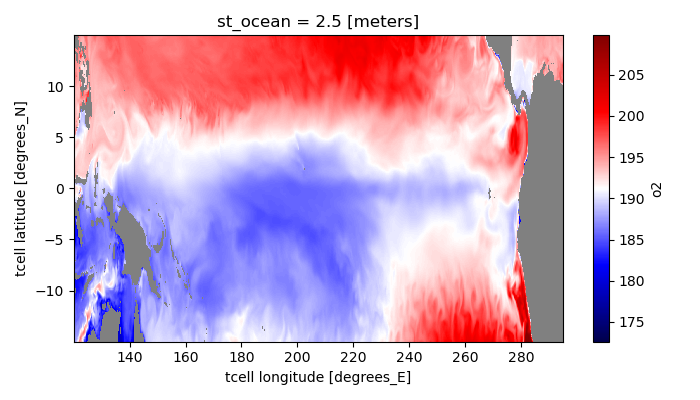 st_ocean = 2.5 [meters]
10
5
0
−5
−10
tcell latitude [degrees_N]
140 160 180 200 220 240 260 280
tcell longitude [degrees_E]
205
200
195
190
185
180
175
o2